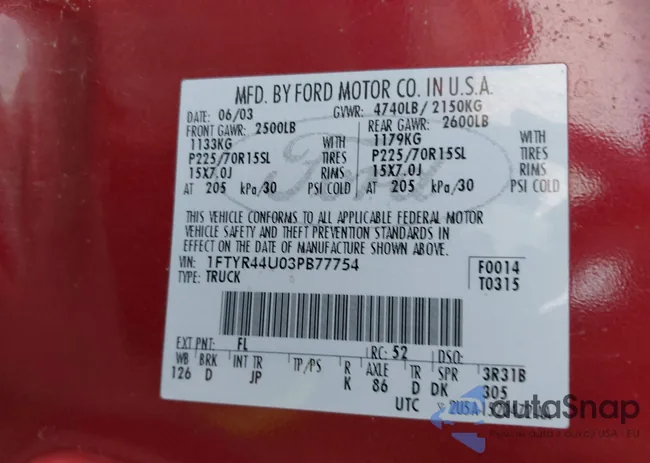 MFD. BY FORD MOTOR CO. IN U.S.A.
DATE: 06/03 GVWR: 4740LB/ 2150KG
FRONT GAWR: 2500LB REAR GAWR: 2600LB
1133KG WITH 1179KG WITH
P225/70R15SL TIRES P225/70R15SL TIRES
15X7.0J RIMS 15X7.0J RIMS
AT 205 kPa/30 PSI COLD AT 205 kPa/30 PSI COLD
Ford
THIS VEHICLE CONFORMS TO ALL APPLICABLE FEDERAL MOTOR
VEHICLE SAFETY AND THEFT PREVENTION STANDARDS IN
EFFECT ON THE DATE OF MANUFACTURE SHOWN ABOVE.
VIN: 1FTYR44U03PB77754 F0014
TYPE: TRUCK T0315
EXT PNT: FL RC: 52 DSO:
WB BRK INT TR TP/PS R AXLE TR SPR 3R31B
126 D JP K 86 D DK 305
UTC
autaSnap